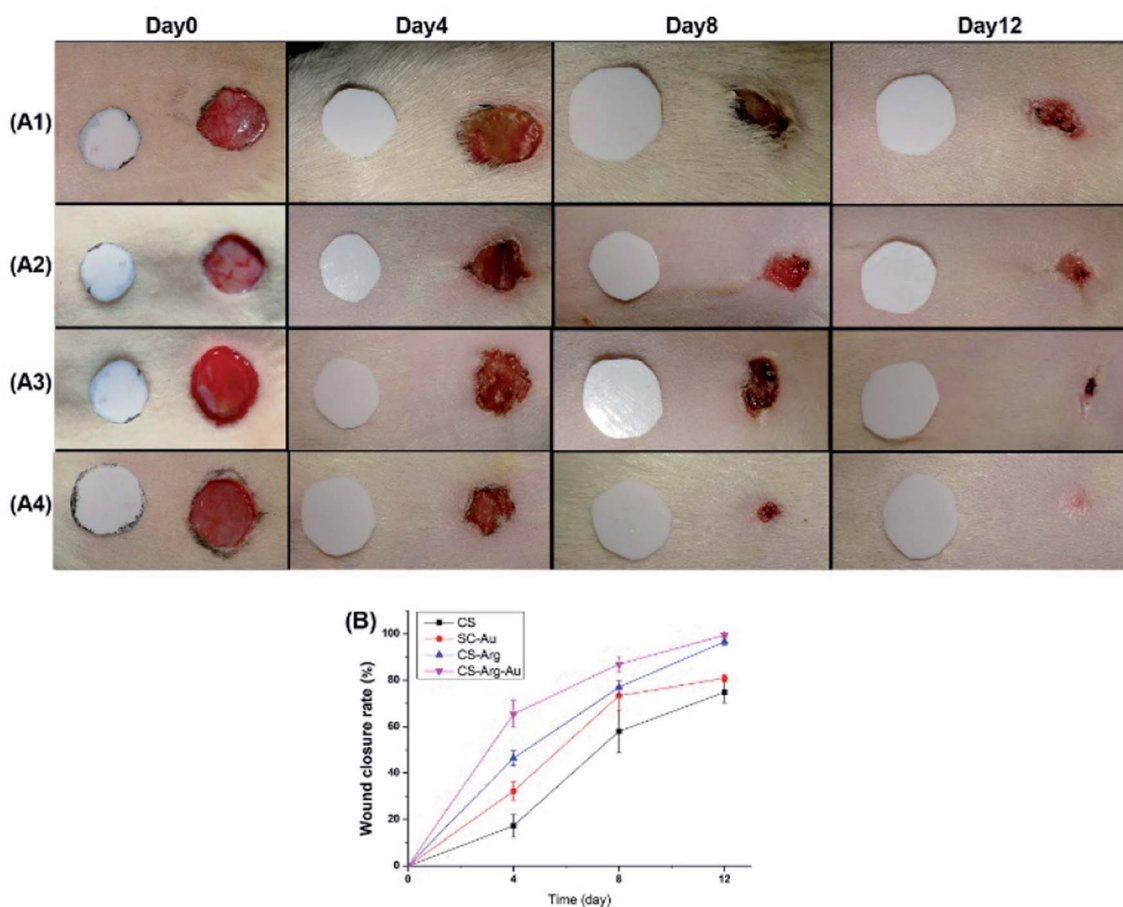 Day0 Day4 Day8 Day12
(A1)
(A2)
(A3)
(A4)
(B)
CS
SC-Au
CS-Arg
CS-Arg-Au
100
80
60
40
20
0
Wound closure rate (%)
0 4 8 12
Time (day)